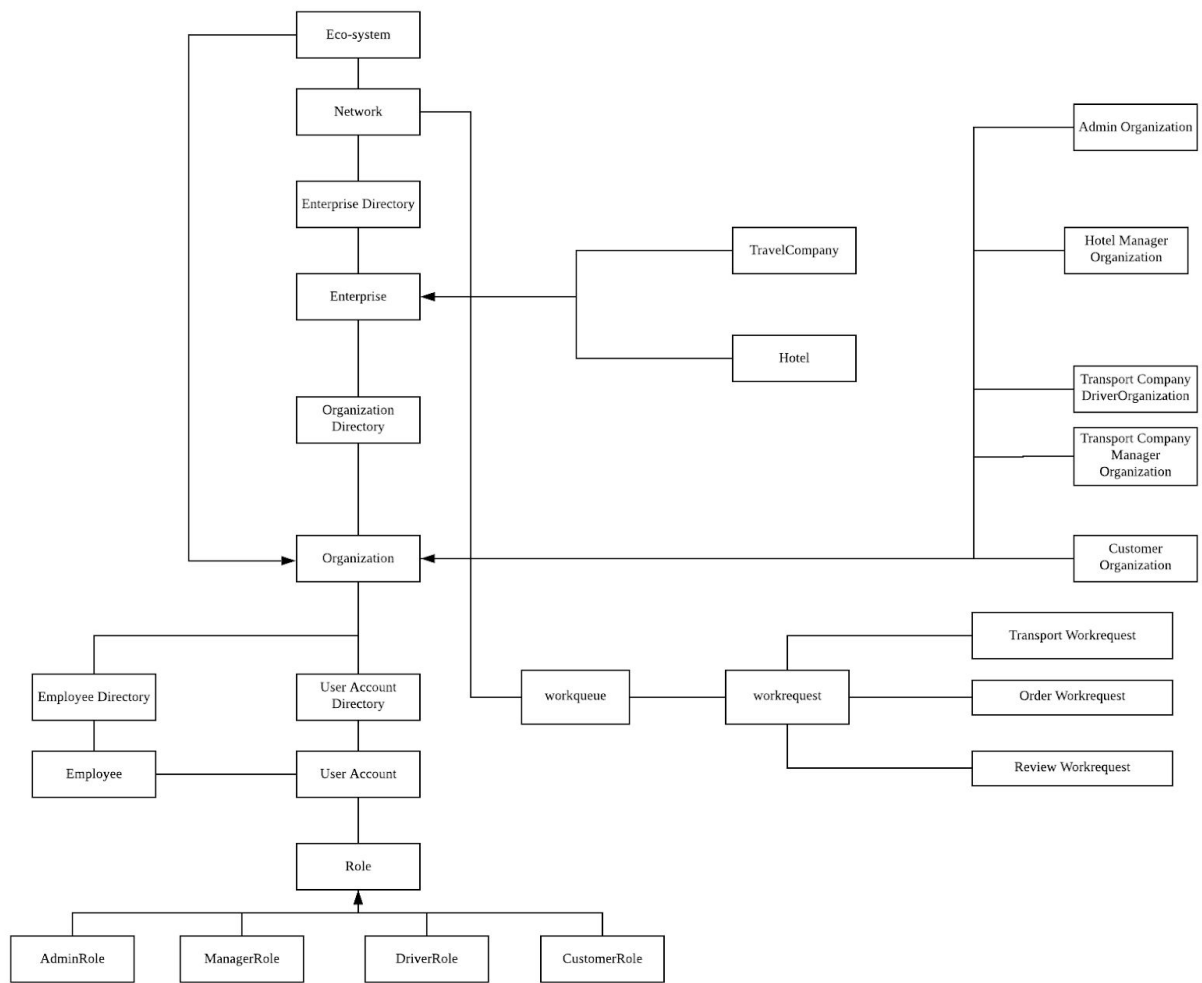 Eco-system
Network
Admin Organization
Enterprise Directory
TravelCompany
Hotel Manager
Organization
Enterprise
Hotel
Organization
Directory
Transport Company
DriverOrganization
Transport Company
Manager
Organization
Organization
Customer
Organization
Transport Workrequest
Employee Directory
User Account
Directory
workqueue
workrequest
Order Workrequest
Employee
User Account
Review Workrequest
Role
AdminRole
ManagerRole
DriverRole
CustomerRole